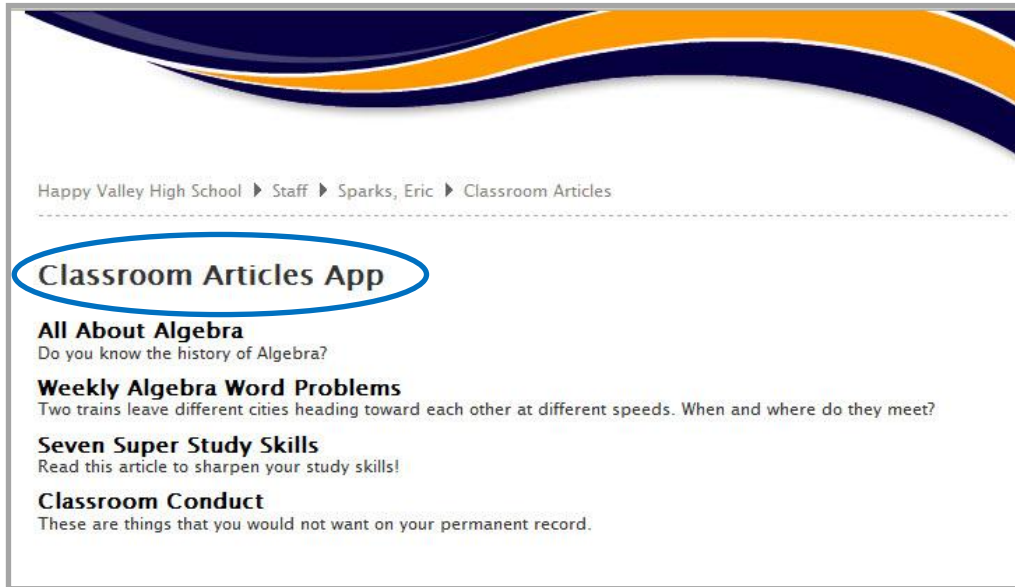 Happy Valley High School ▶ Staff ▶ Sparks, Eric ▶ Classroom Articles
Classroom Articles App
All About Algebra
Do you know the history of Algebra?
Weekly Algebra Word Problems
Two trains leave different cities heading toward each other at different speeds. When and where do they meet?
Seven Super Study Skills
Read this article to sharpen your study skills!
Classroom Conduct
These are things that you would not want on your permanent record.